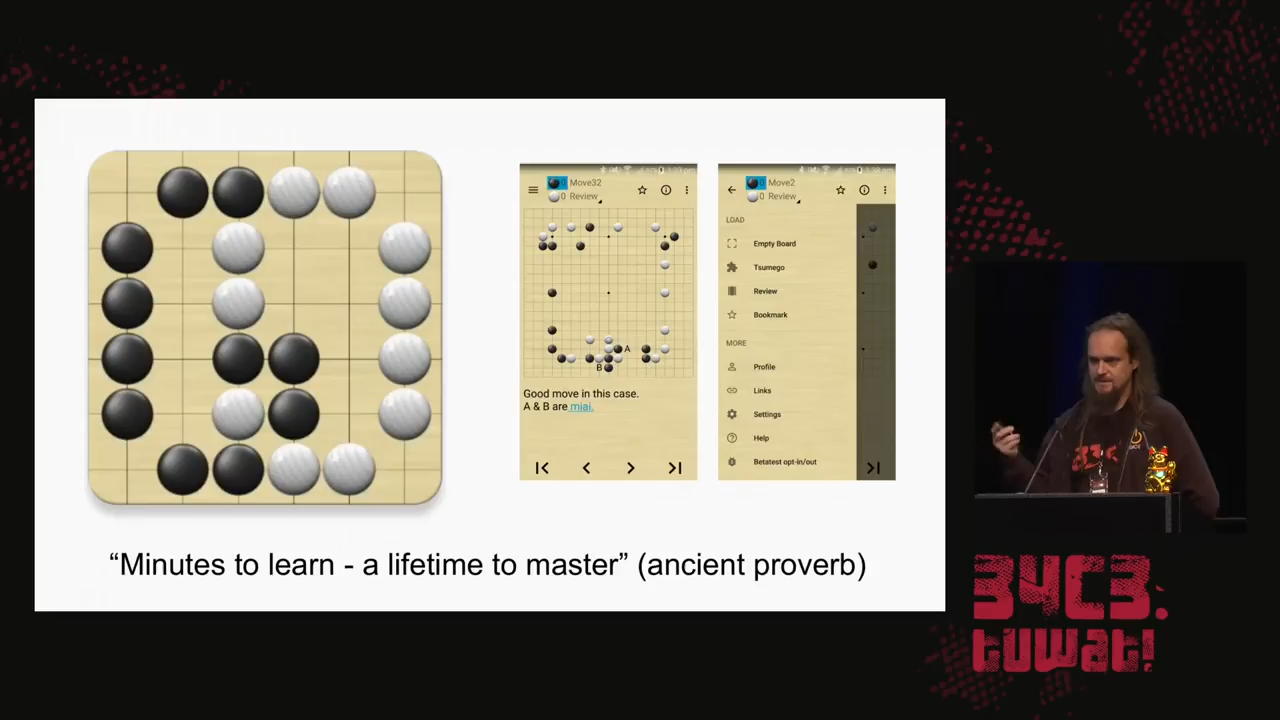 Move32
0 Review
A
B
Good move in this case.
A & B are miai.
Move2
0 Review
LOAD
Empty Board
Tsumego
Review
Bookmark
MORE
Profile
Links
Settings
Help
Betatest opt-in/out
“Minutes to learn - a lifetime to master” (ancient proverb)
34C3.
tuwat!